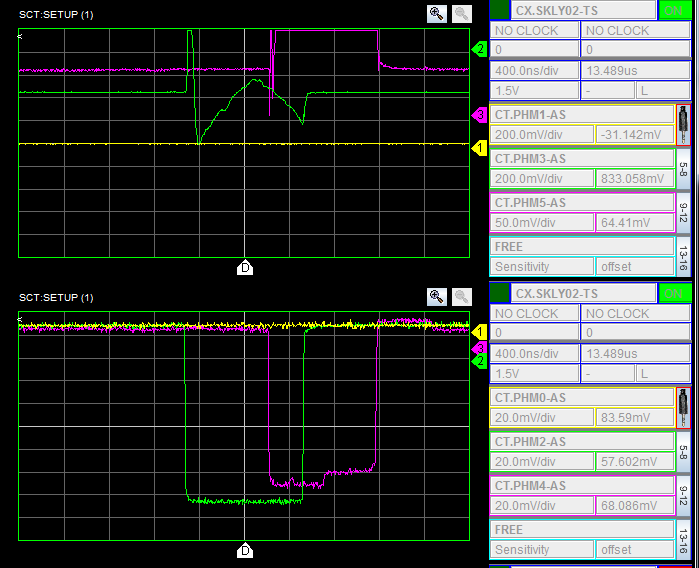 SCT:SETUP (1)
CX.SKLY02-TS ON
NO CLOCK NO CLOCK
0 0
400.0ns/div 13.489us
1.5V - L
2
3
1
D
CT.PHM1-AS
200.0mV/div -31.142mV
CT.PHM3-AS
200.0mV/div 833.058mV
5-8
CT.PHM5-AS
50.0mV/div 64.41mV
9-12
FREE
Sensitivity offset
13-16
SCT:SETUP (1)
CX.SKLY02-TS ON
NO CLOCK NO CLOCK
0 0
400.0ns/div 13.489us
1.5V - L
1
3
2
D
CT.PHM0-AS
20.0mV/div 83.59mV
CT.PHM2-AS
20.0mV/div 57.602mV
5-8
CT.PHM4-AS
20.0mV/div 68.086mV
9-12
FREE
Sensitivity offset
13-16